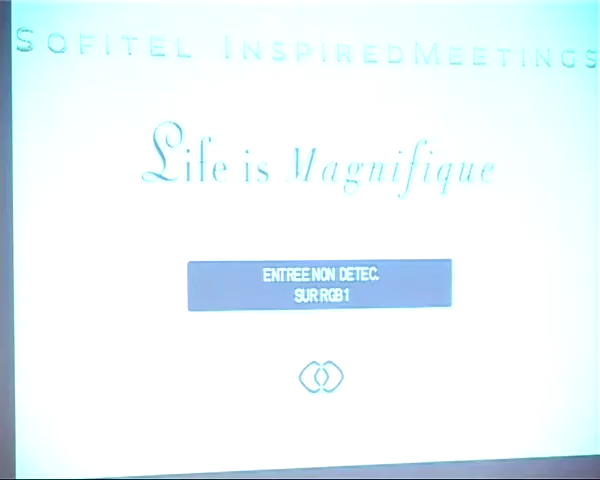 SOFITEL INSPIREDMEETINGS
Life is Magnifique
ENTREE NON DETEC.
SUR RGB1